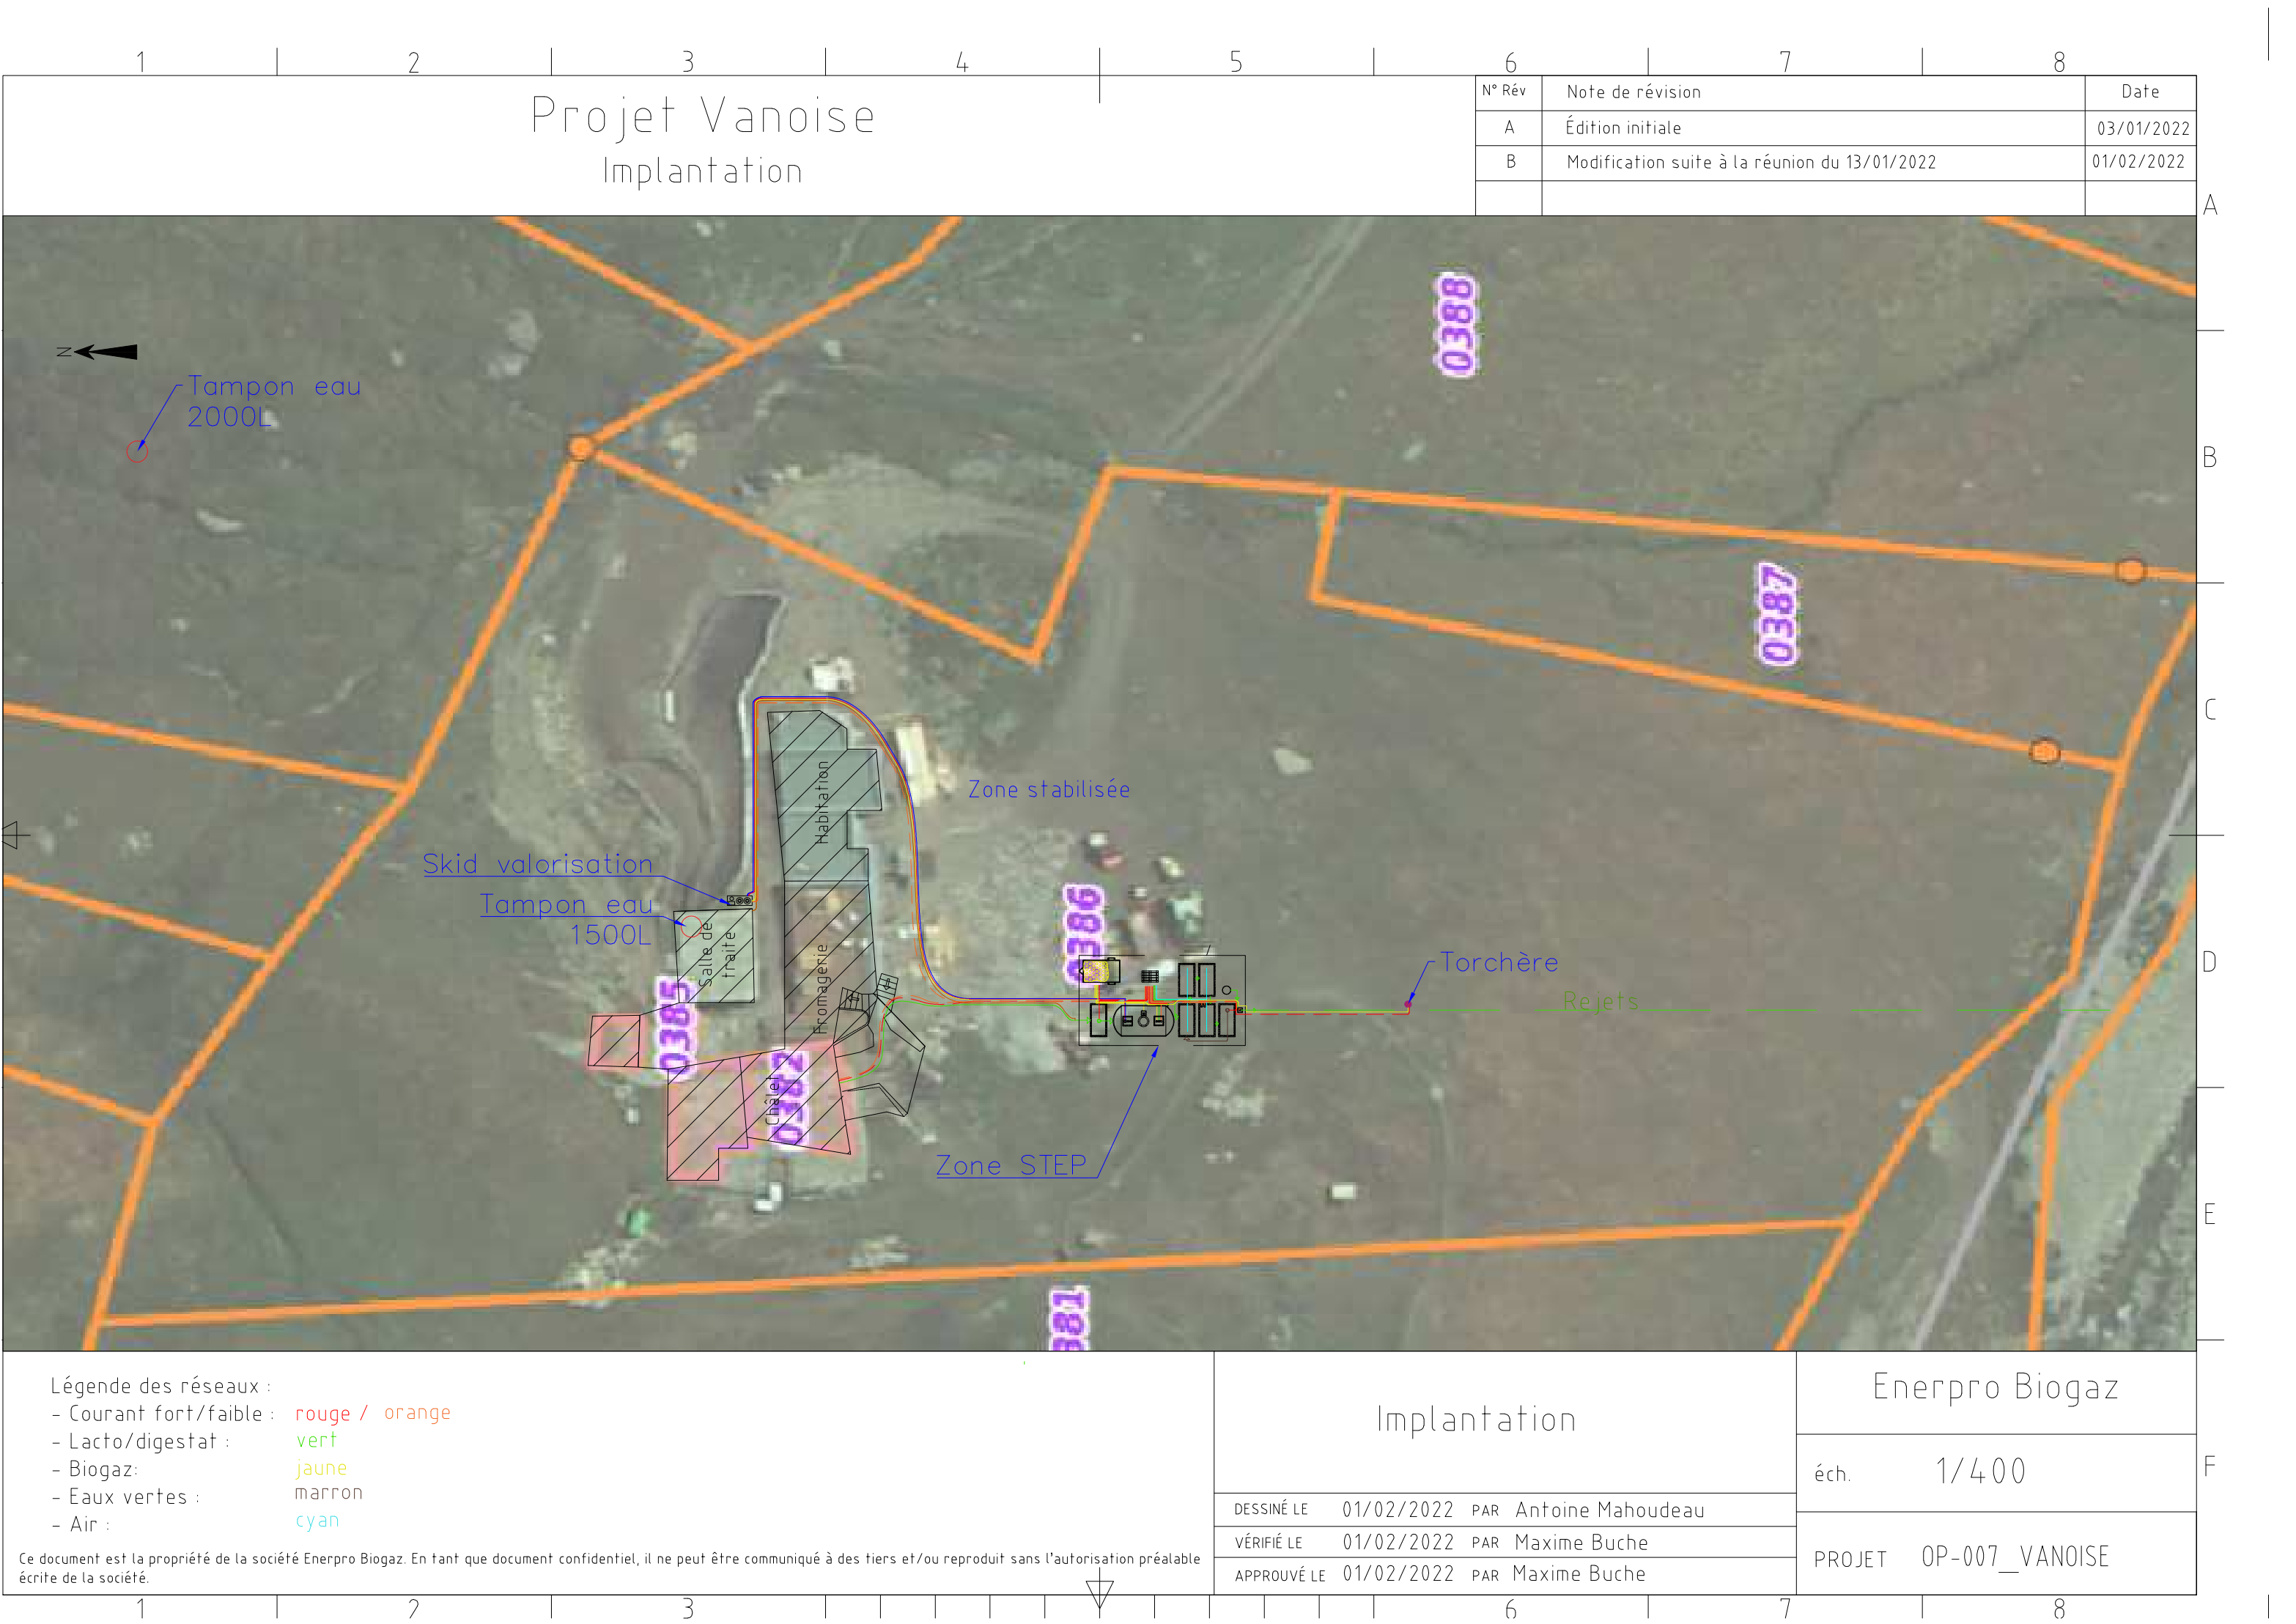 1 2 3 4 5 6 7 8
Projet Vanoise
Implantation
N° Rév Note de révision Date
A Édition initiale 03/01/2022
B Modification suite à la réunion du 13/01/2022 01/02/2022
A
0388
N
Tampon eau
2000L
B
0387
C
Habitation
Zone stabilisée
Skid valorisation
Tampon eau
1500L
Salle de
traite
Fromagerie
0386
D
Torchère
Rejets
0385
0382
Châlet
Zone STEP
E
381
Légende des réseaux :
- Courant fort/faible : rouge / orange
- Lacto/digestat : vert
- Biogaz: jaune
- Eaux vertes : marron
- Air : cyan
Ce document est la propriété de la société Enerpro Biogaz. En tant que document confidentiel, il ne peut être communiqué à des tiers et/ou reproduit sans l'autorisation préalable
écrite de la société.
Implantation
DESSINÉ LE 01/02/2022 PAR Antoine Mahoudeau
VÉRIFIÉ LE 01/02/2022 PAR Maxime Buche
APPROUVÉ LE 01/02/2022 PAR Maxime Buche
Enerpro Biogaz
éch. 1/400
PROJET OP-007_VANOISE
F
1 2 3 6 7 8